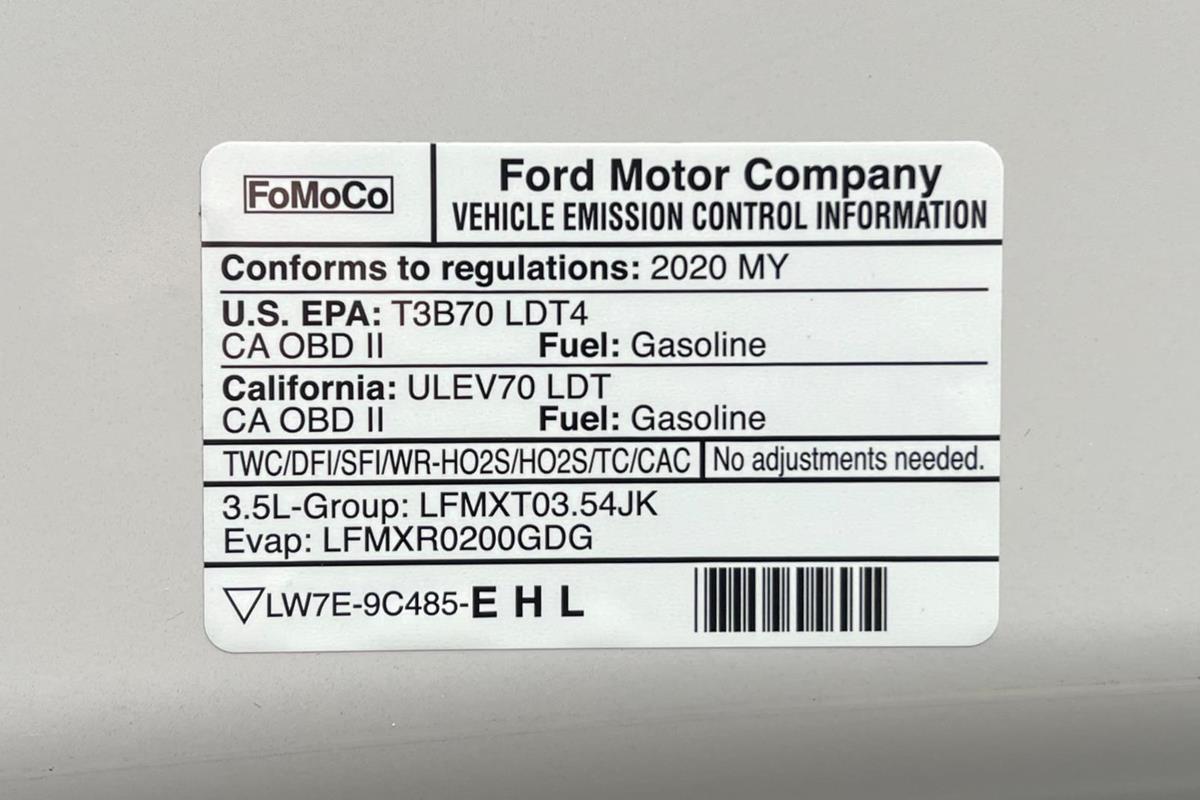 FoMoCo
Ford Motor Company
VEHICLE EMISSION CONTROL INFORMATION
Conforms to regulations: 2020 MY
U.S. EPA: T3B70 LDT4
CA OBD II Fuel: Gasoline
California: ULEV70 LDT
CA OBD II Fuel: Gasoline
TWC/DFI/SFI/WR-HO2S/HO2S/TC/CAC No adjustments needed.
3.5L-Group: LFMXT03.54JK
Evap: LFMXR0200GDG
LW7E-9C485-E H L